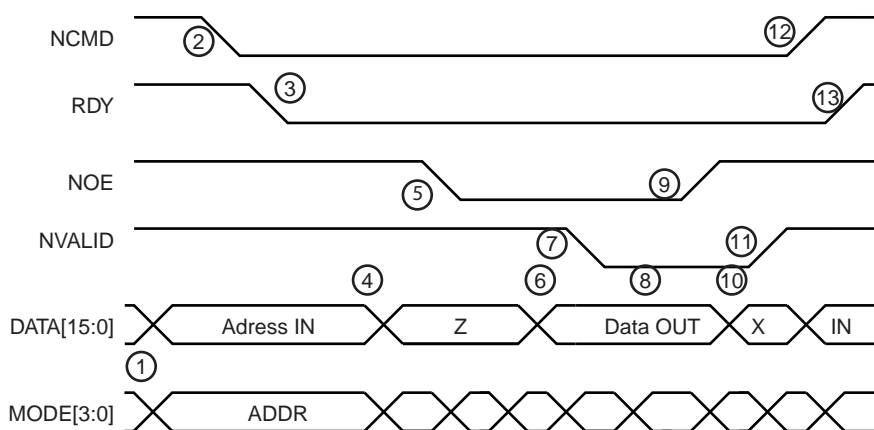 NCMD ② ⑫
RDY ③ ⑬
NOE ⑤ ⑨
NVALID ⑦ ⑪
④ ⑥ ⑧ ⑩
DATA[15:0] Adress IN Z Data OUT X IN
①
MODE[3:0] ADDR